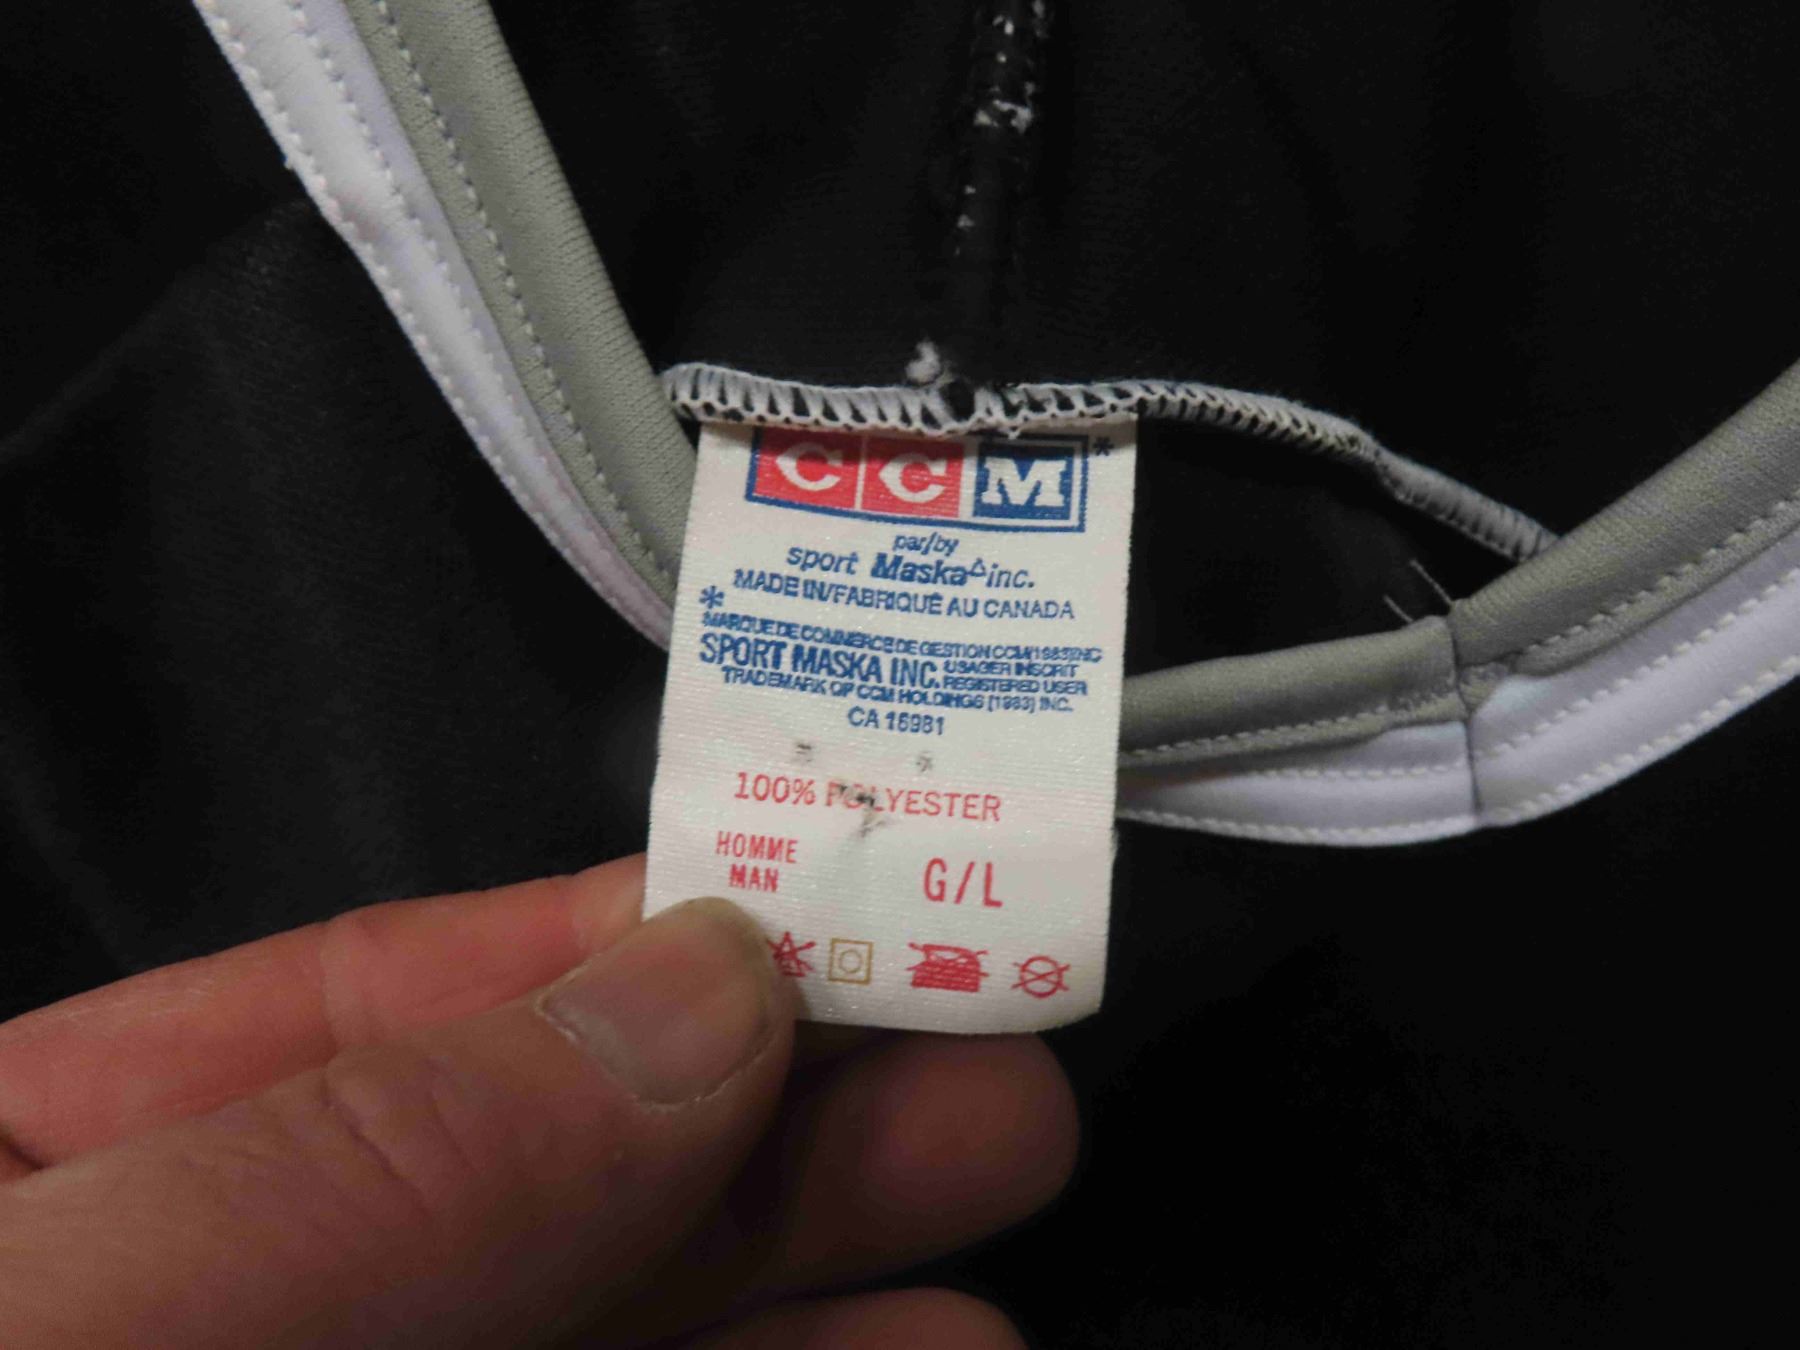 CCM*
par/by
sport Maska inc.
MADE IN/FABRIQUÉ AU CANADA
*
MARQUE DE COMMERCE DE GESTION CCM(1983)INC
SPORT MASKA INC. USAGER INSCRIT
REGISTERED USER
TRADEMARK OF CCM HOLDINGS (1983) INC.
CA 16981
100% POLYESTER
HOMME
MAN
G/L